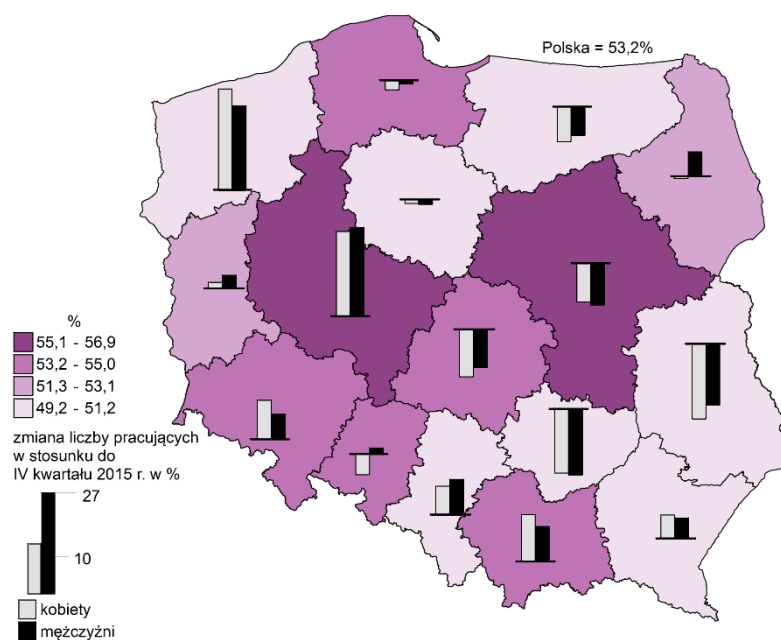 Polska = 53,2%
%
55,1 - 56,9
53,2 - 55,0
51,3 - 53,1
49,2 - 51,2
zmiana liczby pracujących
w stosunku do
IV kwartału 2015 r. w %
27
10
kobiety
mężczyźni